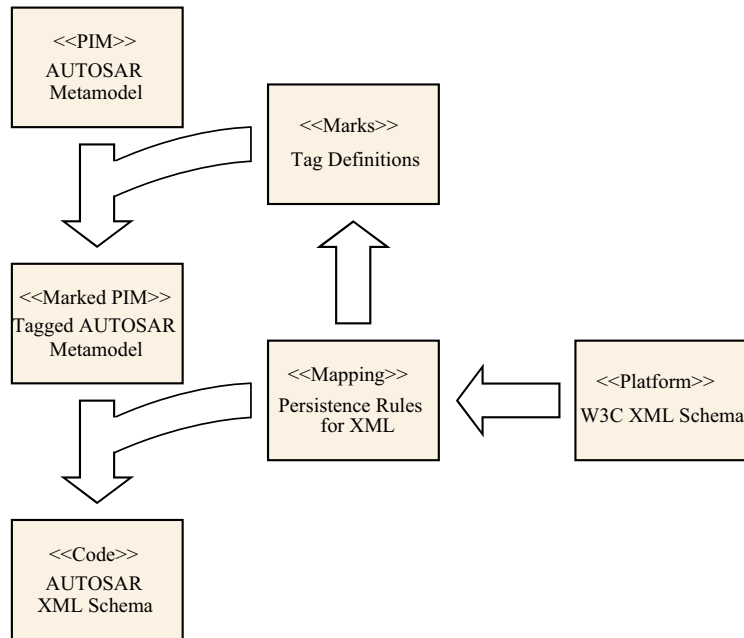 <<PIM>>
AUTOSAR
Metamodel
<<Marks>>
Tag Definitions
<<Marked PIM>>
Tagged AUTOSAR
Metamodel
<<Mapping>>
Persistence Rules
for XML
<<Platform>>
W3C XML Schema
<<Code>>
AUTOSAR
XML Schema